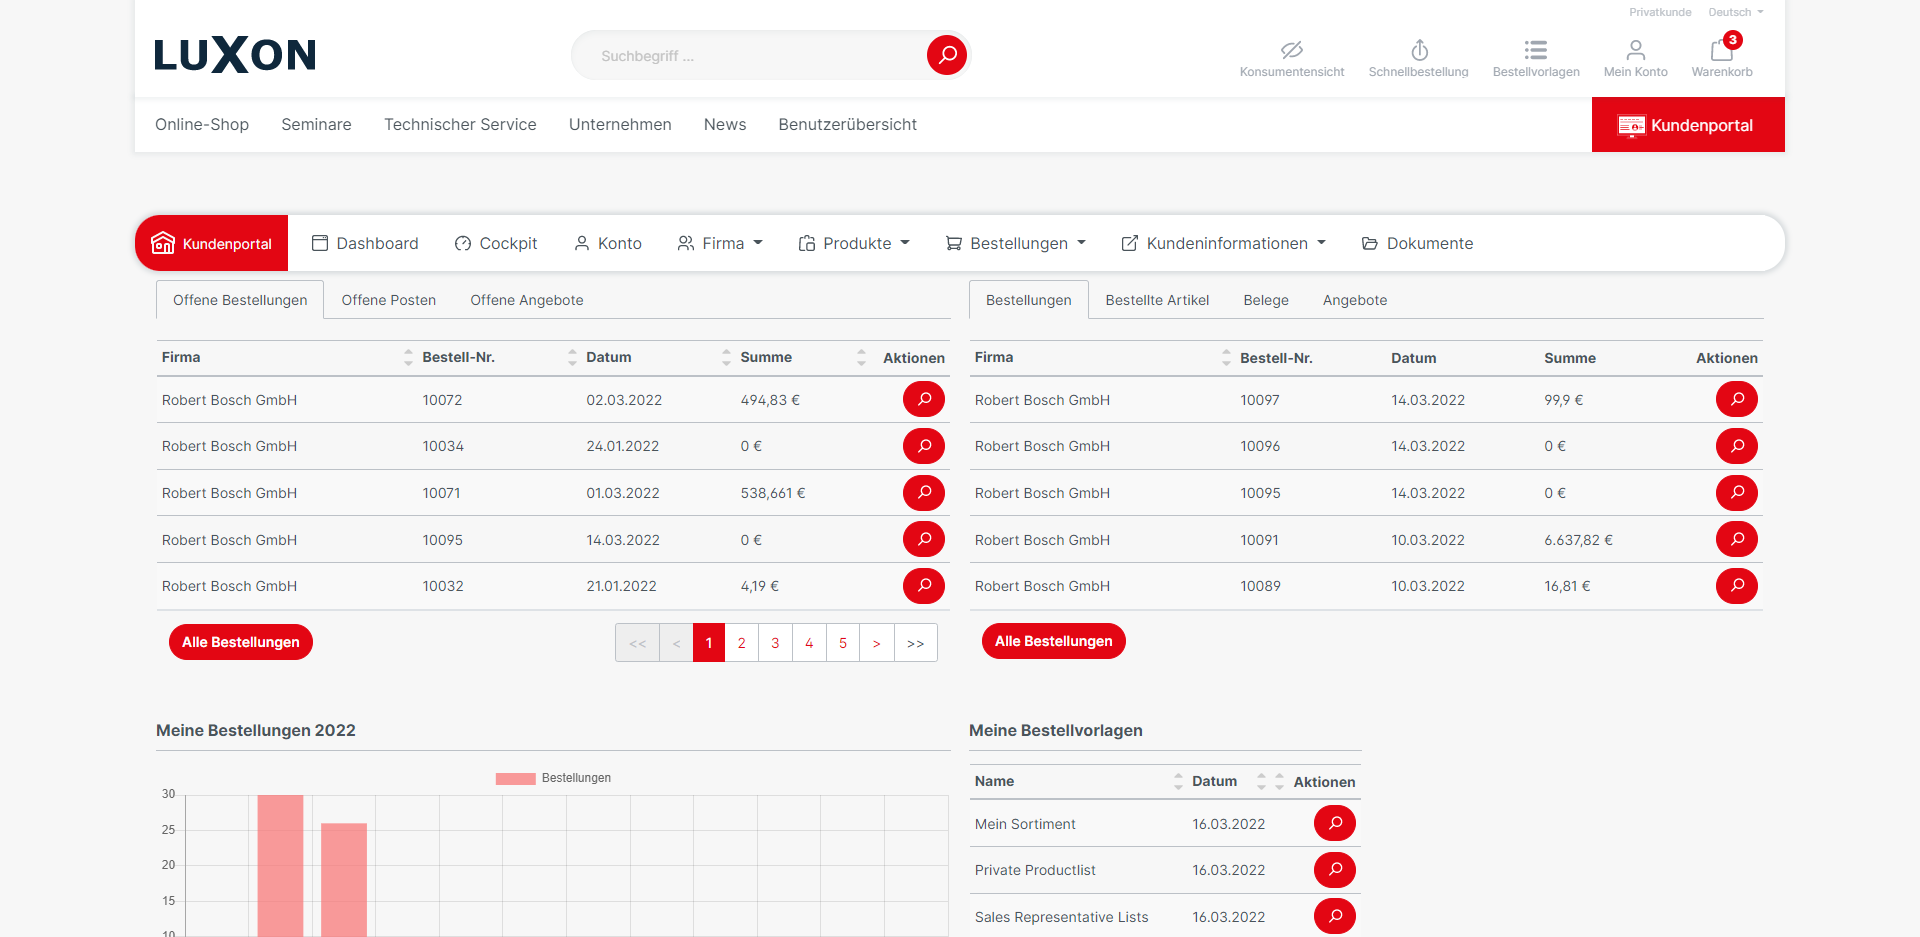 Privatkunde Deutsch
LUXON
Suchbegriff ...
3
Konsumentensicht Schnellbestellung Bestellvorlagen Mein Konto Warenkorb
Online-Shop Seminare Technischer Service Unternehmen News Benutzerübersicht Kundenportal
Kundenportal Dashboard Cockpit Konto Firma Produkte Bestellungen Kundeninformationen Dokumente
Offene Bestellungen Offene Posten Offene Angebote
Firma Bestell-Nr. Datum Summe Aktionen
Robert Bosch GmbH 10072 02.03.2022 494,83 €
Robert Bosch GmbH 10034 24.01.2022 0 €
Robert Bosch GmbH 10071 01.03.2022 538,661 €
Robert Bosch GmbH 10095 14.03.2022 0 €
Robert Bosch GmbH 10032 21.01.2022 4,19 €
Alle Bestellungen << < 1 2 3 4 5 > >>
Bestellungen Bestellte Artikel Belege Angebote
Firma Bestell-Nr. Datum Summe Aktionen
Robert Bosch GmbH 10097 14.03.2022 99,9 €
Robert Bosch GmbH 10096 14.03.2022 0 €
Robert Bosch GmbH 10095 14.03.2022 0 €
Robert Bosch GmbH 10091 10.03.2022 6.637,82 €
Robert Bosch GmbH 10089 10.03.2022 16,81 €
Alle Bestellungen
Meine Bestellungen 2022
Bestellungen
30
25
20
15
10
Meine Bestellvorlagen
Name Datum Aktionen
Mein Sortiment 16.03.2022
Private Productlist 16.03.2022
Sales Representative Lists 16.03.2022